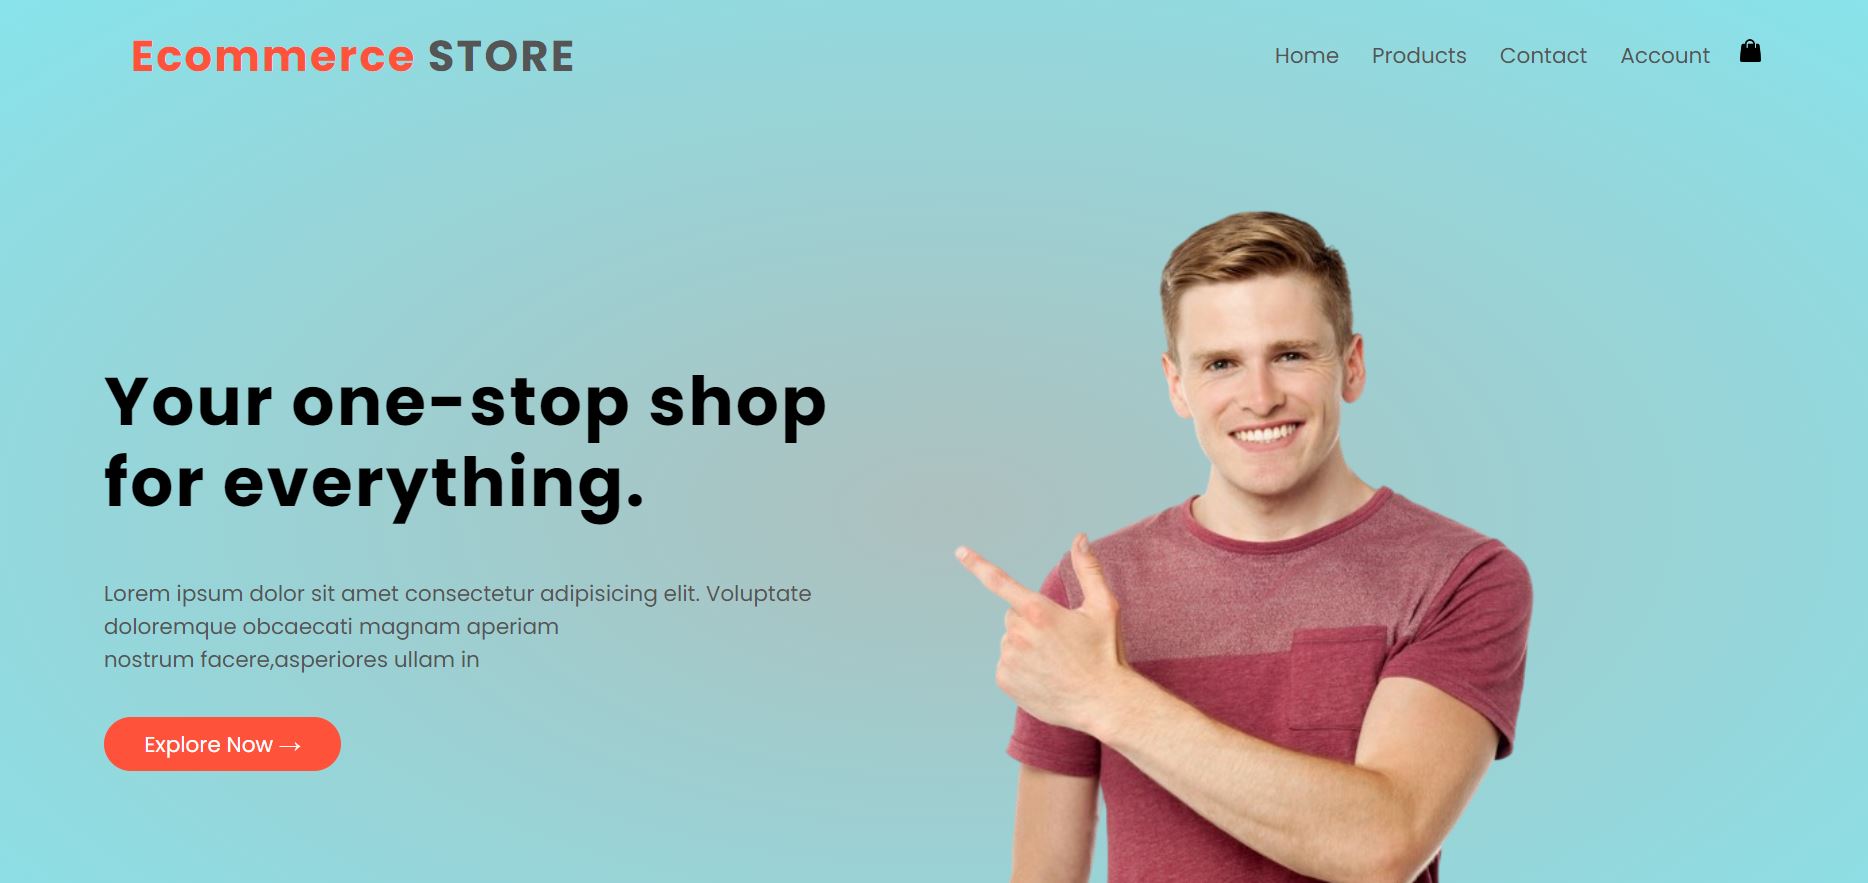 Ecommerce STORE
Home Products Contact Account
Your one-stop shop
for everything.
Lorem ipsum dolor sit amet consectetur adipisicing elit. Voluptate
doloremque obcaecati magnam aperiam
nostrum facere,asperiores ullam in
Explore Now →